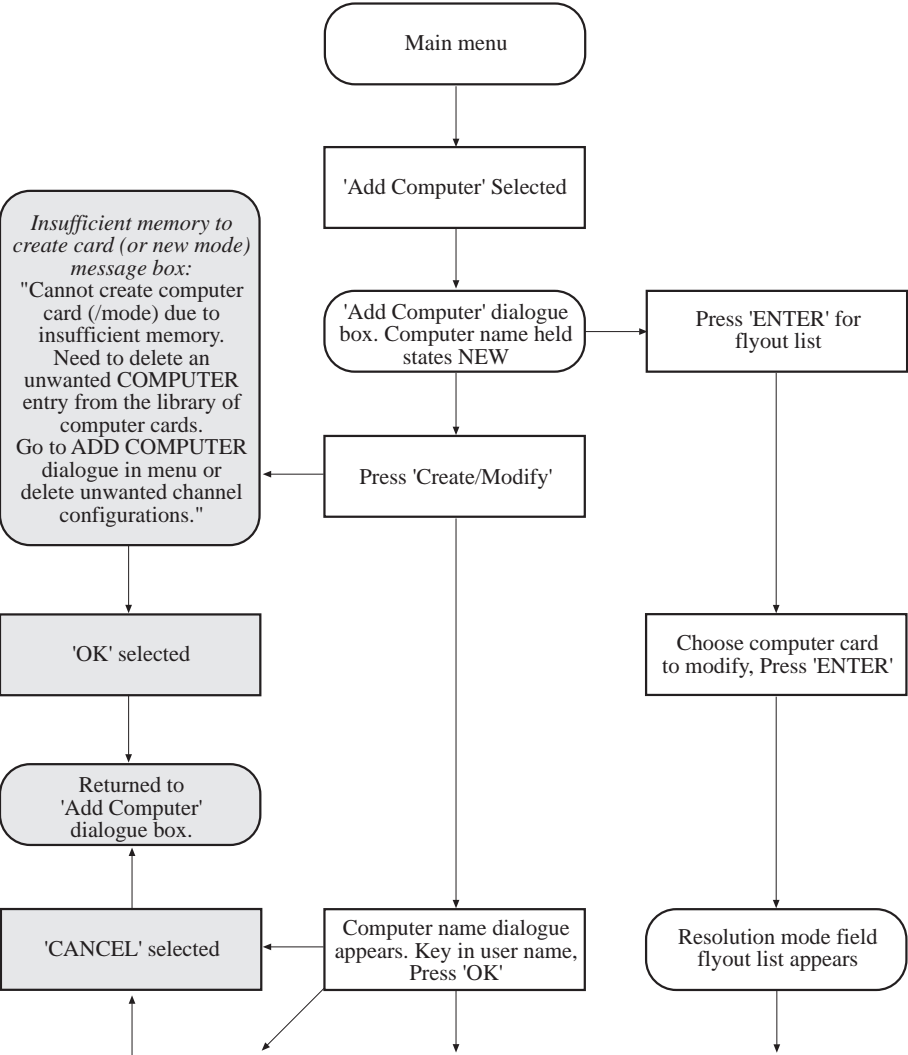 Main menu
'Add Computer' Selected
Insufficient memory to
create card (or new mode)
message box:
"Cannot create computer
card (/mode) due to
insufficient memory.
Need to delete an
unwanted COMPUTER
entry from the library of
computer cards.
Go to ADD COMPUTER
dialogue in menu or
delete unwanted channel
configurations."
'Add Computer' dialogue
box. Computer name held
states NEW
Press 'ENTER' for
flyout list
Press 'Create/Modify'
'OK' selected
Choose computer card
to modify, Press 'ENTER'
Returned to
'Add Computer'
dialogue box.
'CANCEL' selected
Computer name dialogue
appears. Key in user name,
Press 'OK'
Resolution mode field
flyout list appears